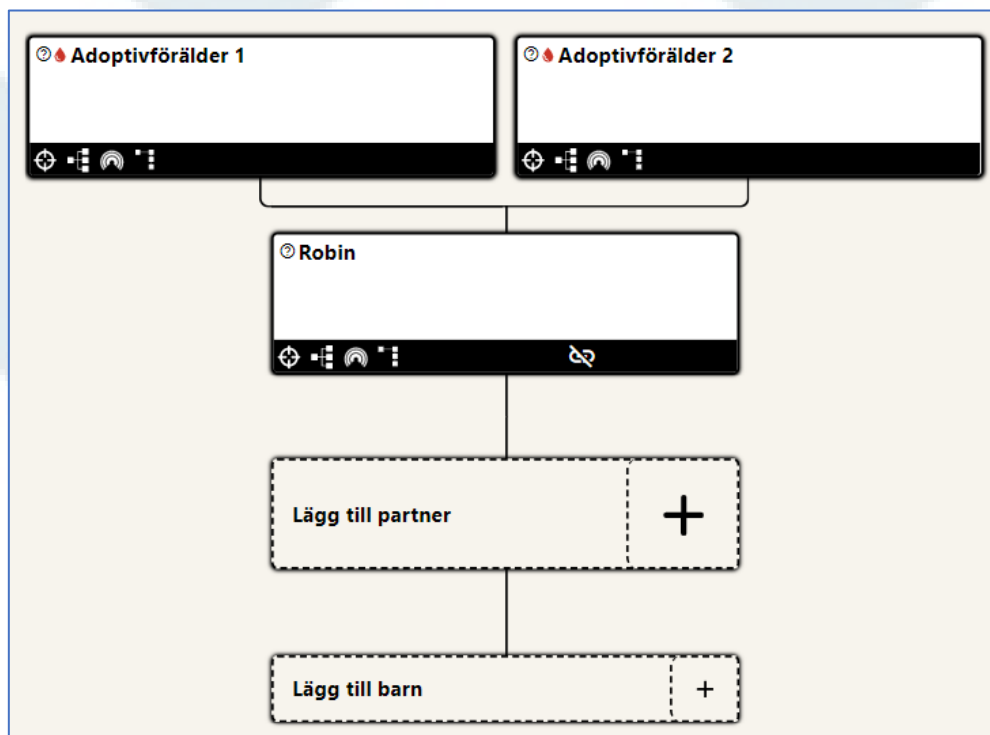 Adoptivförälder 1
Adoptivförälder 2
Robin
Lägg till partner
Lägg till barn